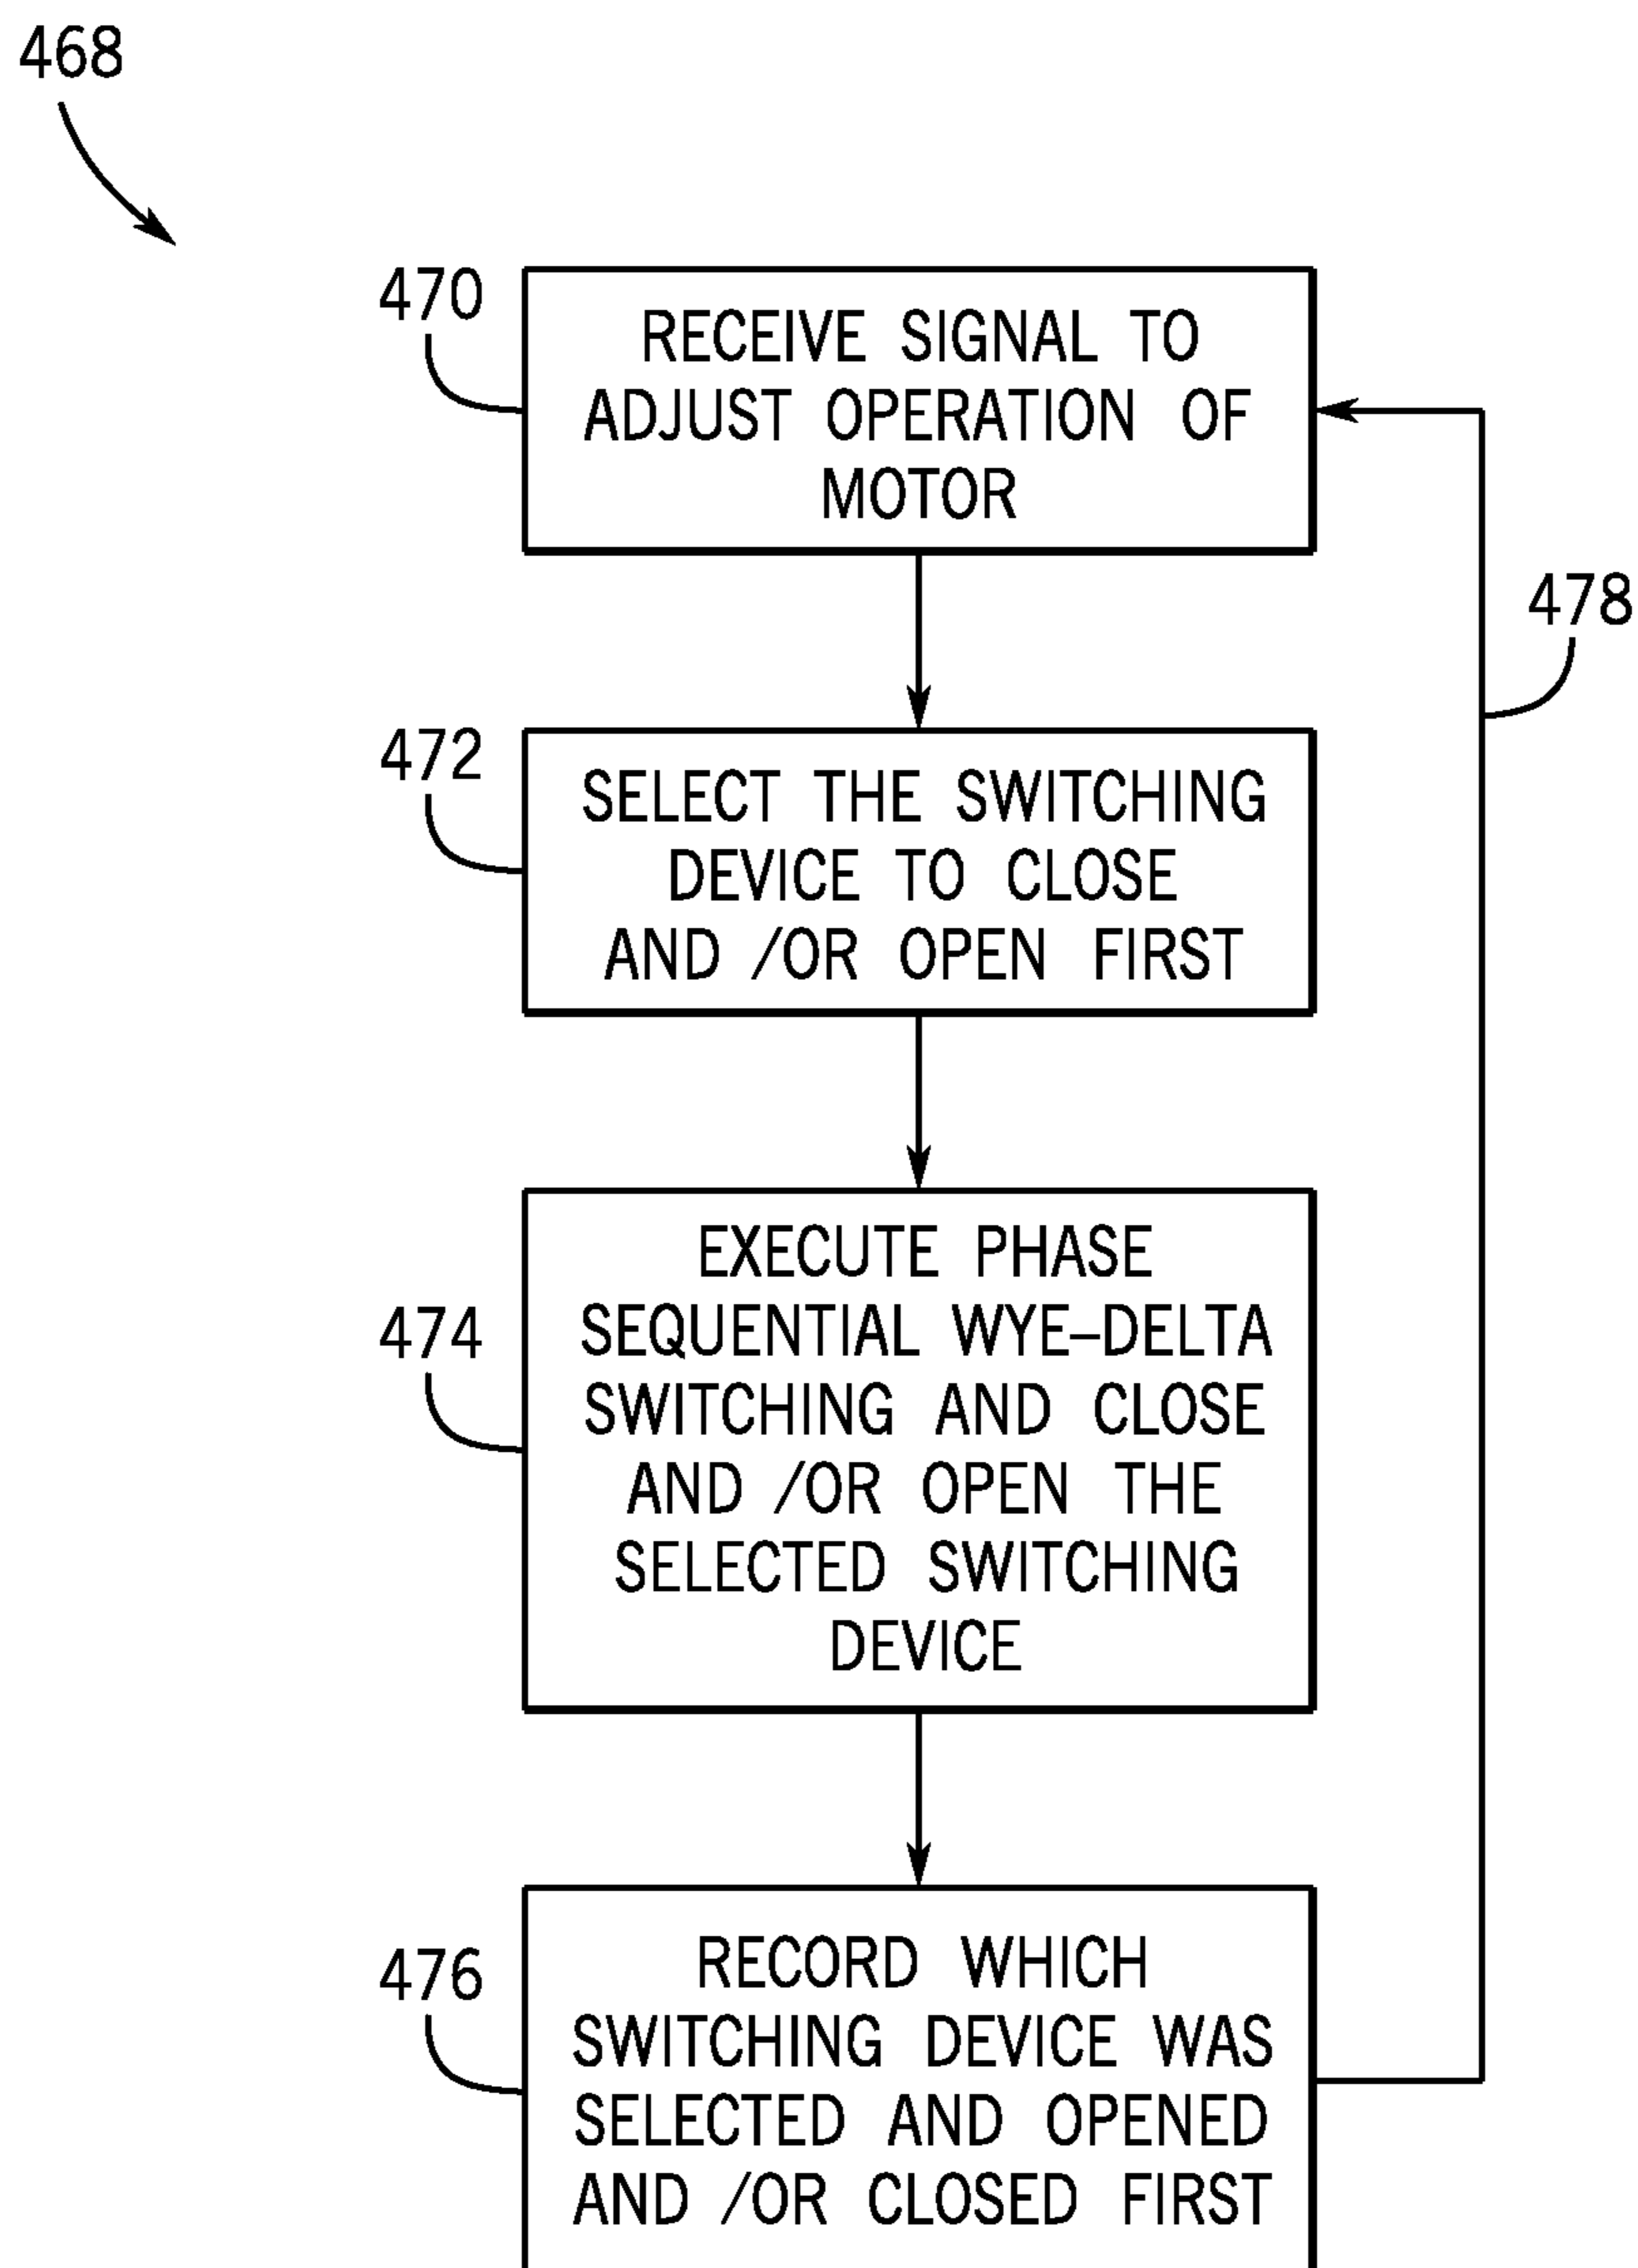 468
470
RECEIVE SIGNAL TO
ADJUST OPERATION OF
MOTOR
478
472
SELECT THE SWITCHING
DEVICE TO CLOSE
AND /OR OPEN FIRST
474
EXECUTE PHASE
SEQUENTIAL WYE–DELTA
SWITCHING AND CLOSE
AND /OR OPEN THE
SELECTED SWITCHING
DEVICE
476
RECORD WHICH
SWITCHING DEVICE WAS
SELECTED AND OPENED
AND /OR CLOSED FIRST